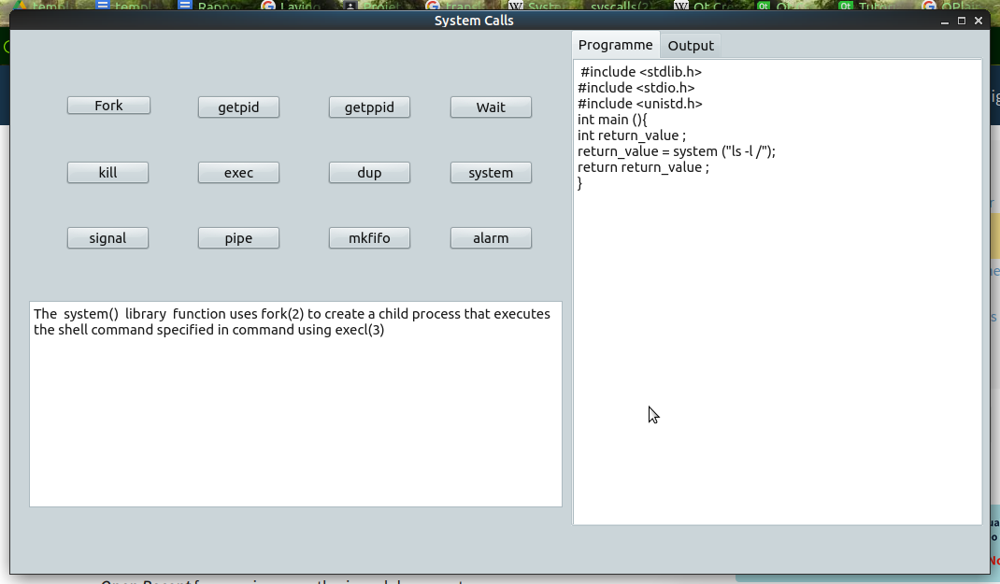 System Calls
Programme
Output
Fork
getpid
getppid
Wait
kill
exec
dup
system
signal
pipe
mkfifo
alarm
The system() library function uses fork(2) to create a child process that executes
the shell command specified in command using execl(3)
#include <stdlib.h>
#include <stdio.h>
#include <unistd.h>
int main (){
int return_value ;
return_value = system ("ls -l /");
return return_value ;
}